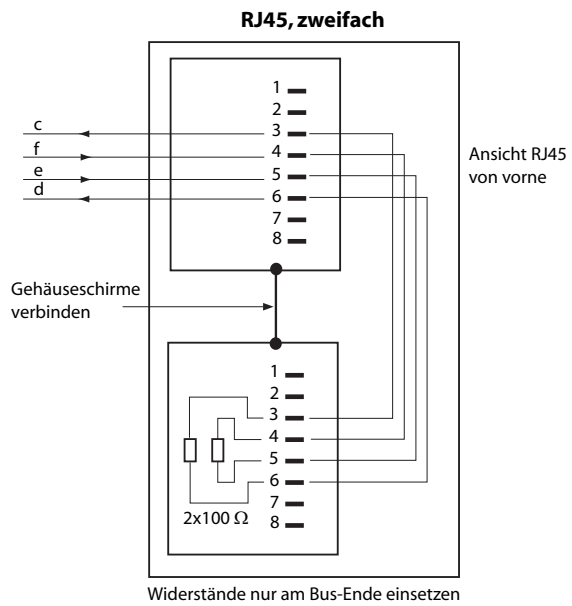 RJ45, zweifach
1
2
c
3
f
4
e
5
d
6
7
8
Ansicht RJ45
von vorne
Gehäuseschirme
verbinden
1
2
3
4
5
6
7
8
2x100 Ω
Widerstände nur am Bus-Ende einsetzen